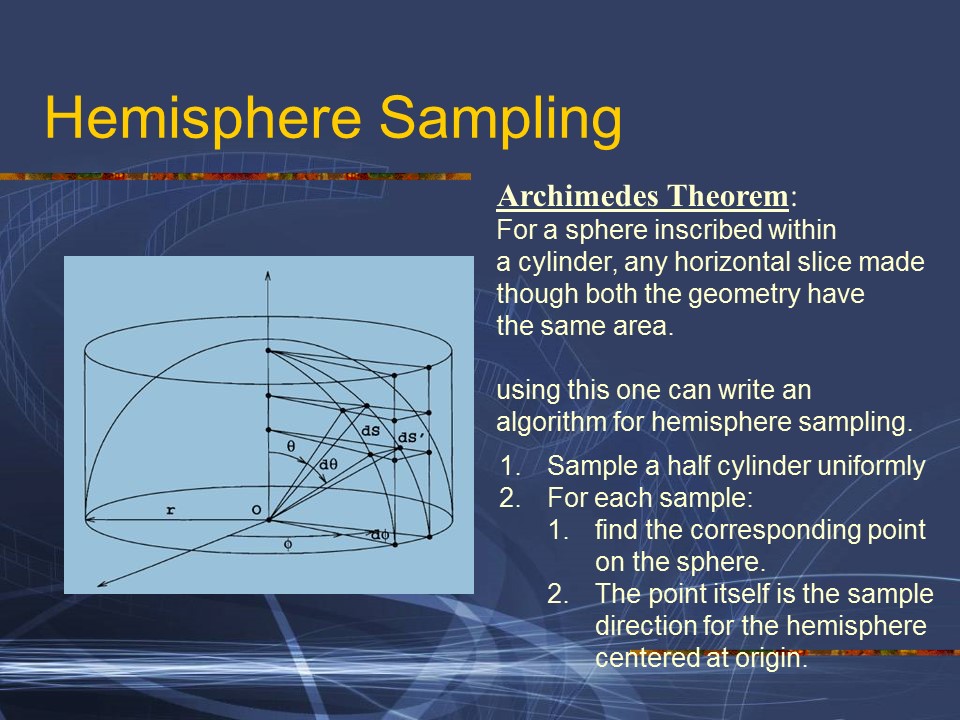 Hemisphere Sampling
Archimedes Theorem:
For a sphere inscribed within
a cylinder, any horizontal slice made
though both the geometry have
the same area.
using this one can write an
algorithm for hemisphere sampling.
1. Sample a half cylinder uniformly
2. For each sample:
1. find the corresponding point
on the sphere.
2. The point itself is the sample
direction for the hemisphere
centered at origin.
dS
dS'
θ
dθ
r
O
dϕ
ϕ